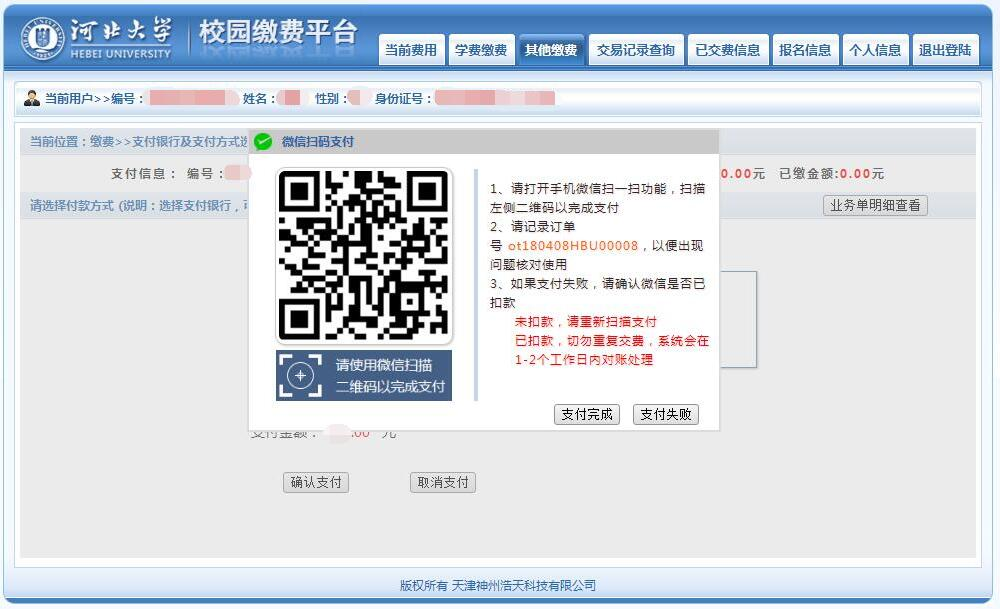 河北大学
HEBEI UNIVERSITY
校园缴费平台
当前费用 学费缴费 其他缴费 交易记录查询 已交费信息 报名信息 个人信息 退出登陆
当前用户>>编号： 姓名： 性别： 身份证号：
当前位置：缴费>>支付银行及支付方式
支付信息： 编号：
0.00元 已缴金额:0.00元
请选择付款方式 (说明：选择支付银行，
业务单明细查看
微信扫码支付
1、请打开手机微信扫一扫功能，扫描
左侧二维码以完成支付
2、请记录订单
号 ot180408HBU00008，以便出现
问题核对使用
3、如果支付失败，请确认微信是否已
扣款
未扣款，请重新扫描支付
已扣款，切勿重复交费，系统会在
1-2个工作日内对账处理
请使用微信扫描
二维码以完成支付
支付完成 支付失败
支付金额： .00 元
确认支付 取消支付
版权所有 天津神州浩天科技有限公司